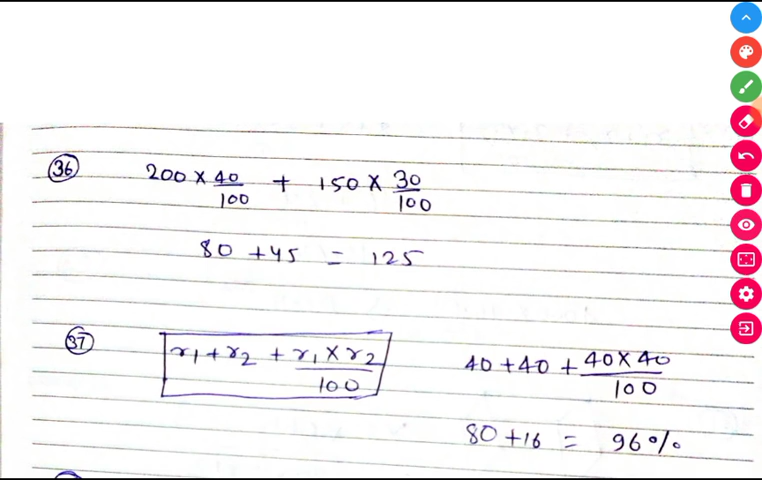 36 200 × 40/100 + 150 × 30/100
80 + 45 = 125
37 r1 + r2 + r1 × r2/100 40 + 40 + 40 × 40/100
80 + 16 = 96%